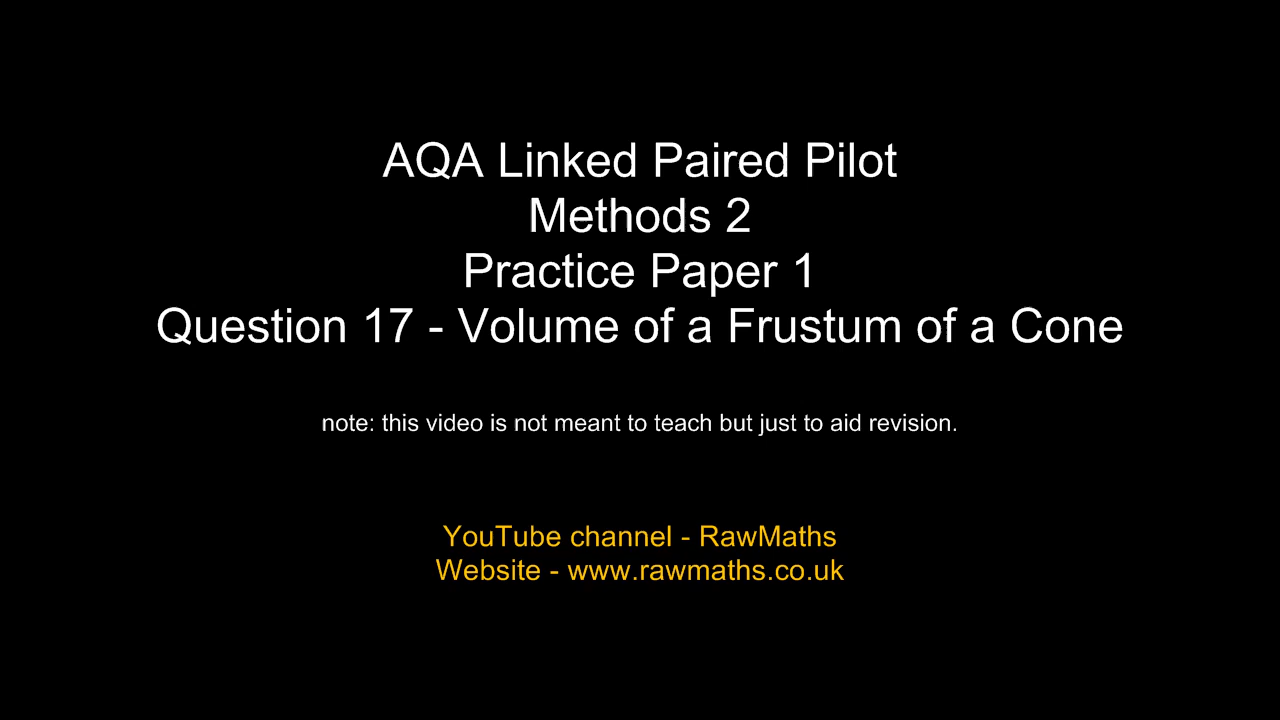 AQA Linked Paired Pilot
Methods 2
Practice Paper 1
Question 17 - Volume of a Frustum of a Cone
note: this video is not meant to teach but just to aid revision.
YouTube channel - RawMaths
Website - www.rawmaths.co.uk